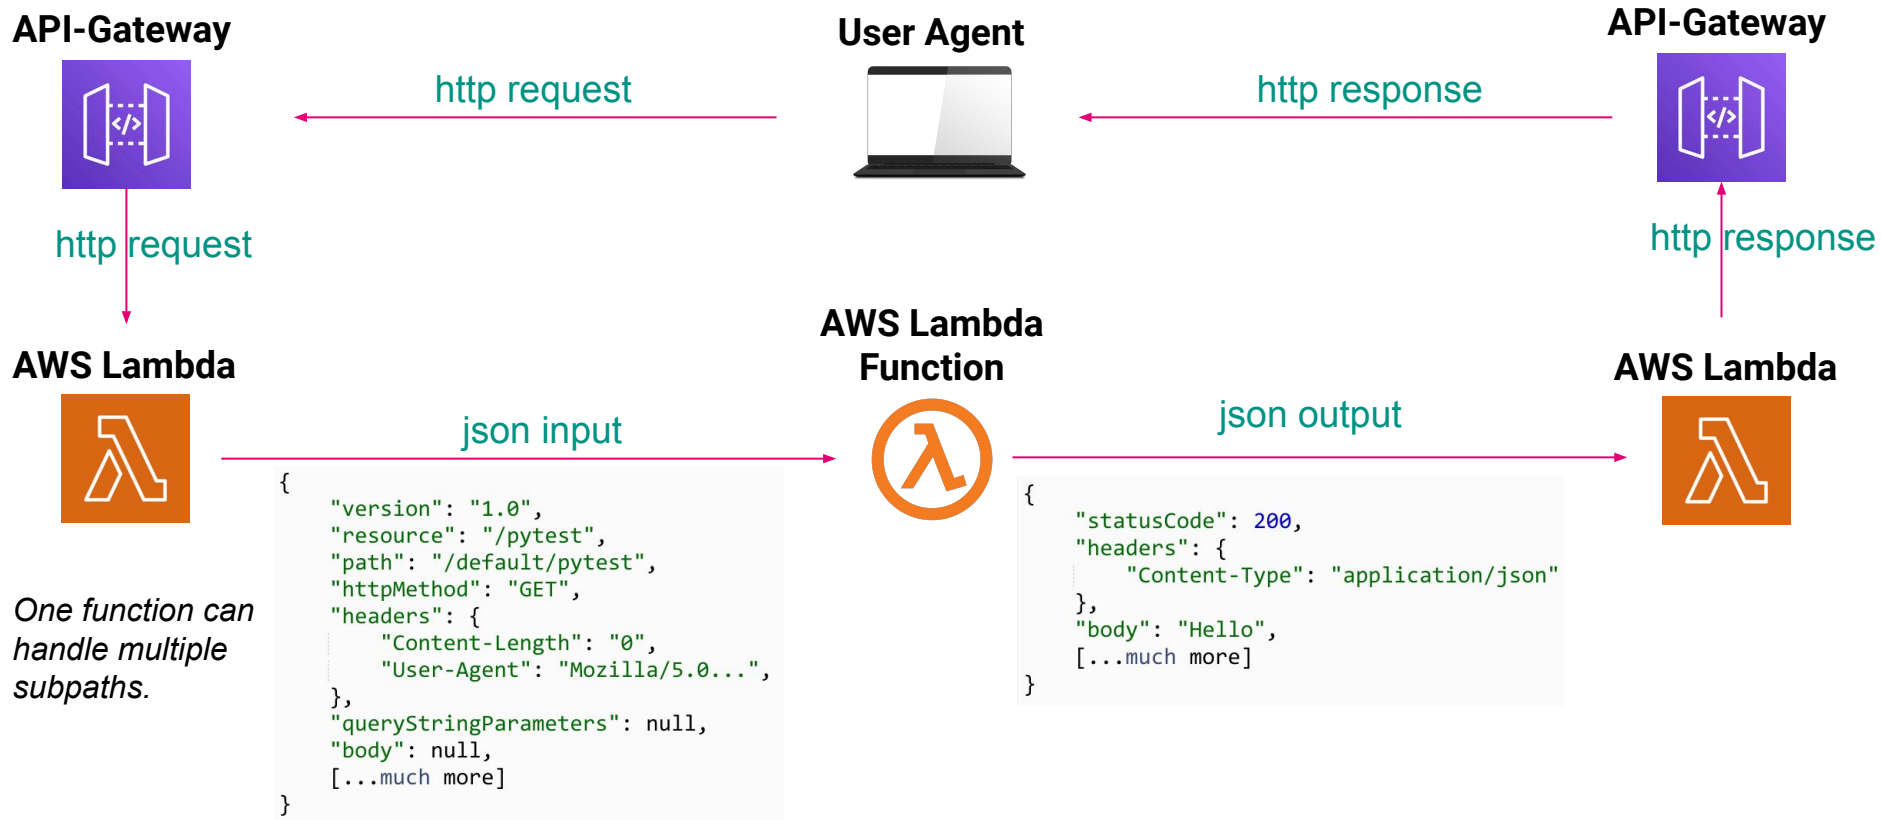 API-Gateway
User Agent
API-Gateway
http request
http response
</>
</>
http request
http response
AWS Lambda
AWS Lambda
Function
AWS Lambda
json input
json output
{
    "version": "1.0",
    "resource": "/pytest",
    "path": "/default/pytest",
    "httpMethod": "GET",
    "headers": {
        "Content-Length": "0",
        "User-Agent": "Mozilla/5.0...",
    },
    "queryStringParameters": null,
    "body": null,
    [...much more]
}
{
    "statusCode": 200,
    "headers": {
        "Content-Type": "application/json"
    },
    "body": "Hello",
    [...much more]
}
One function can
handle multiple
subpaths.